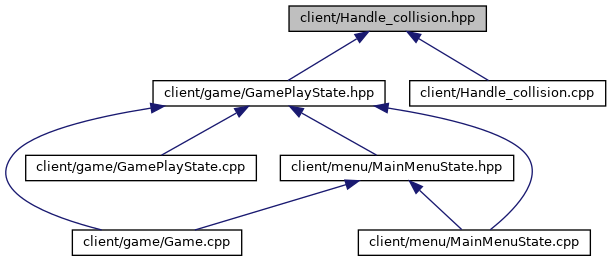 client/Handle_collision.hpp
client/game/GamePlayState.hpp
client/Handle_collision.cpp
client/game/GamePlayState.cpp
client/menu/MainMenuState.hpp
client/game/Game.cpp
client/menu/MainMenuState.cpp